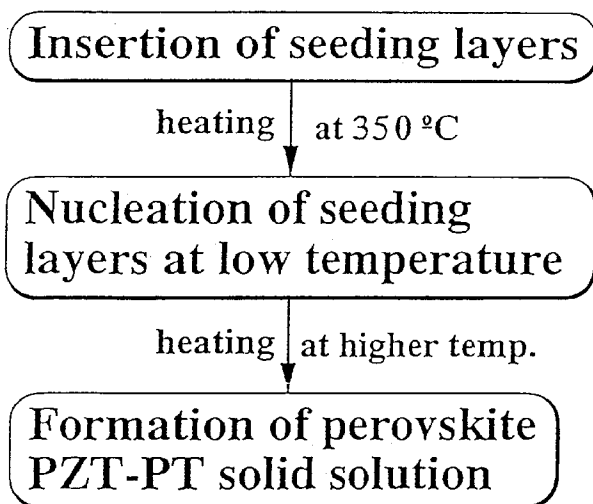 Insertion of seeding layers
heating at 350 ºC
Nucleation of seeding
layers at low temperature
heating at higher temp.
Formation of perovskite
PZT-PT solid solution